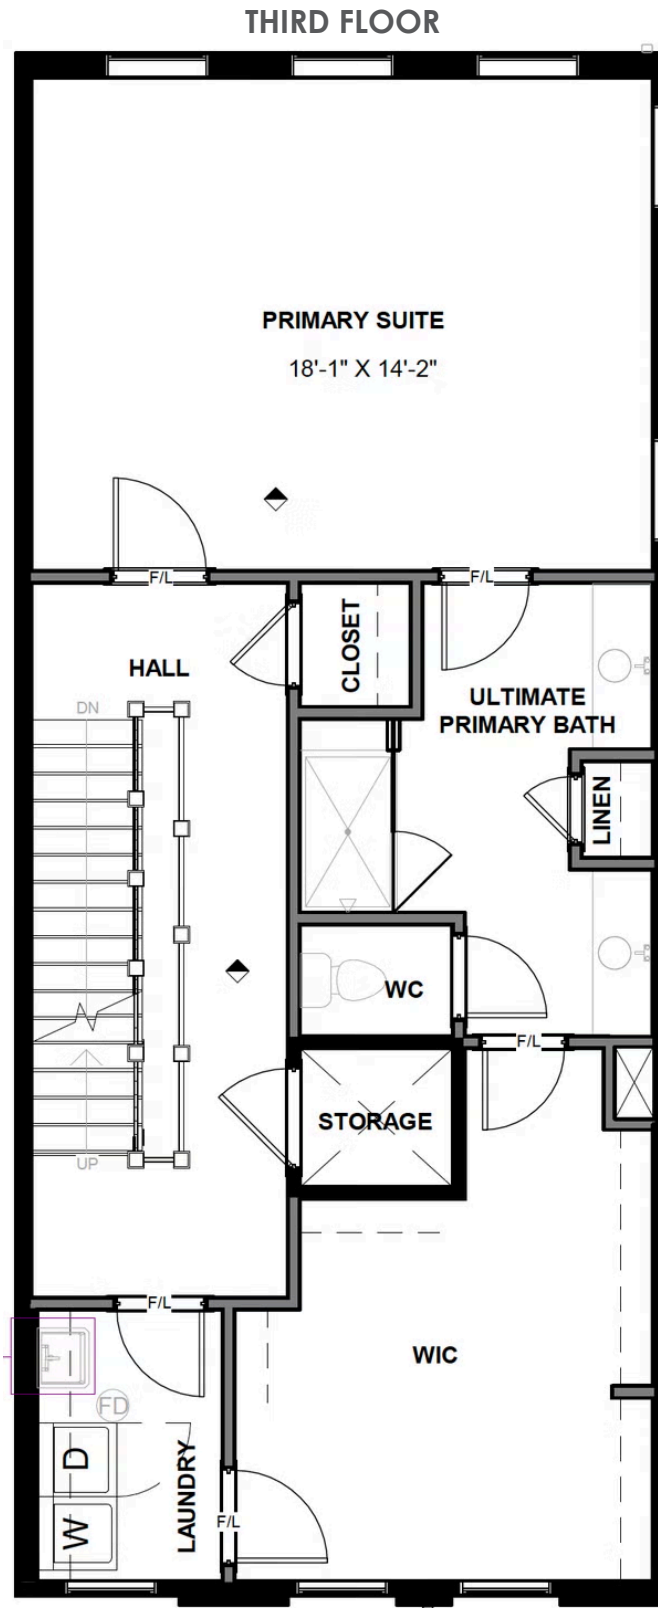 THIRD FLOOR
PRIMARY SUITE
18'-1" X 14'-2"
F/L
F/L
CLOSET
HALL
ULTIMATE
PRIMARY BATH
DN
LINEN
WC
F/L
STORAGE
UP
F/L
WIC
FD
D
LAUNDRY
W
F/L